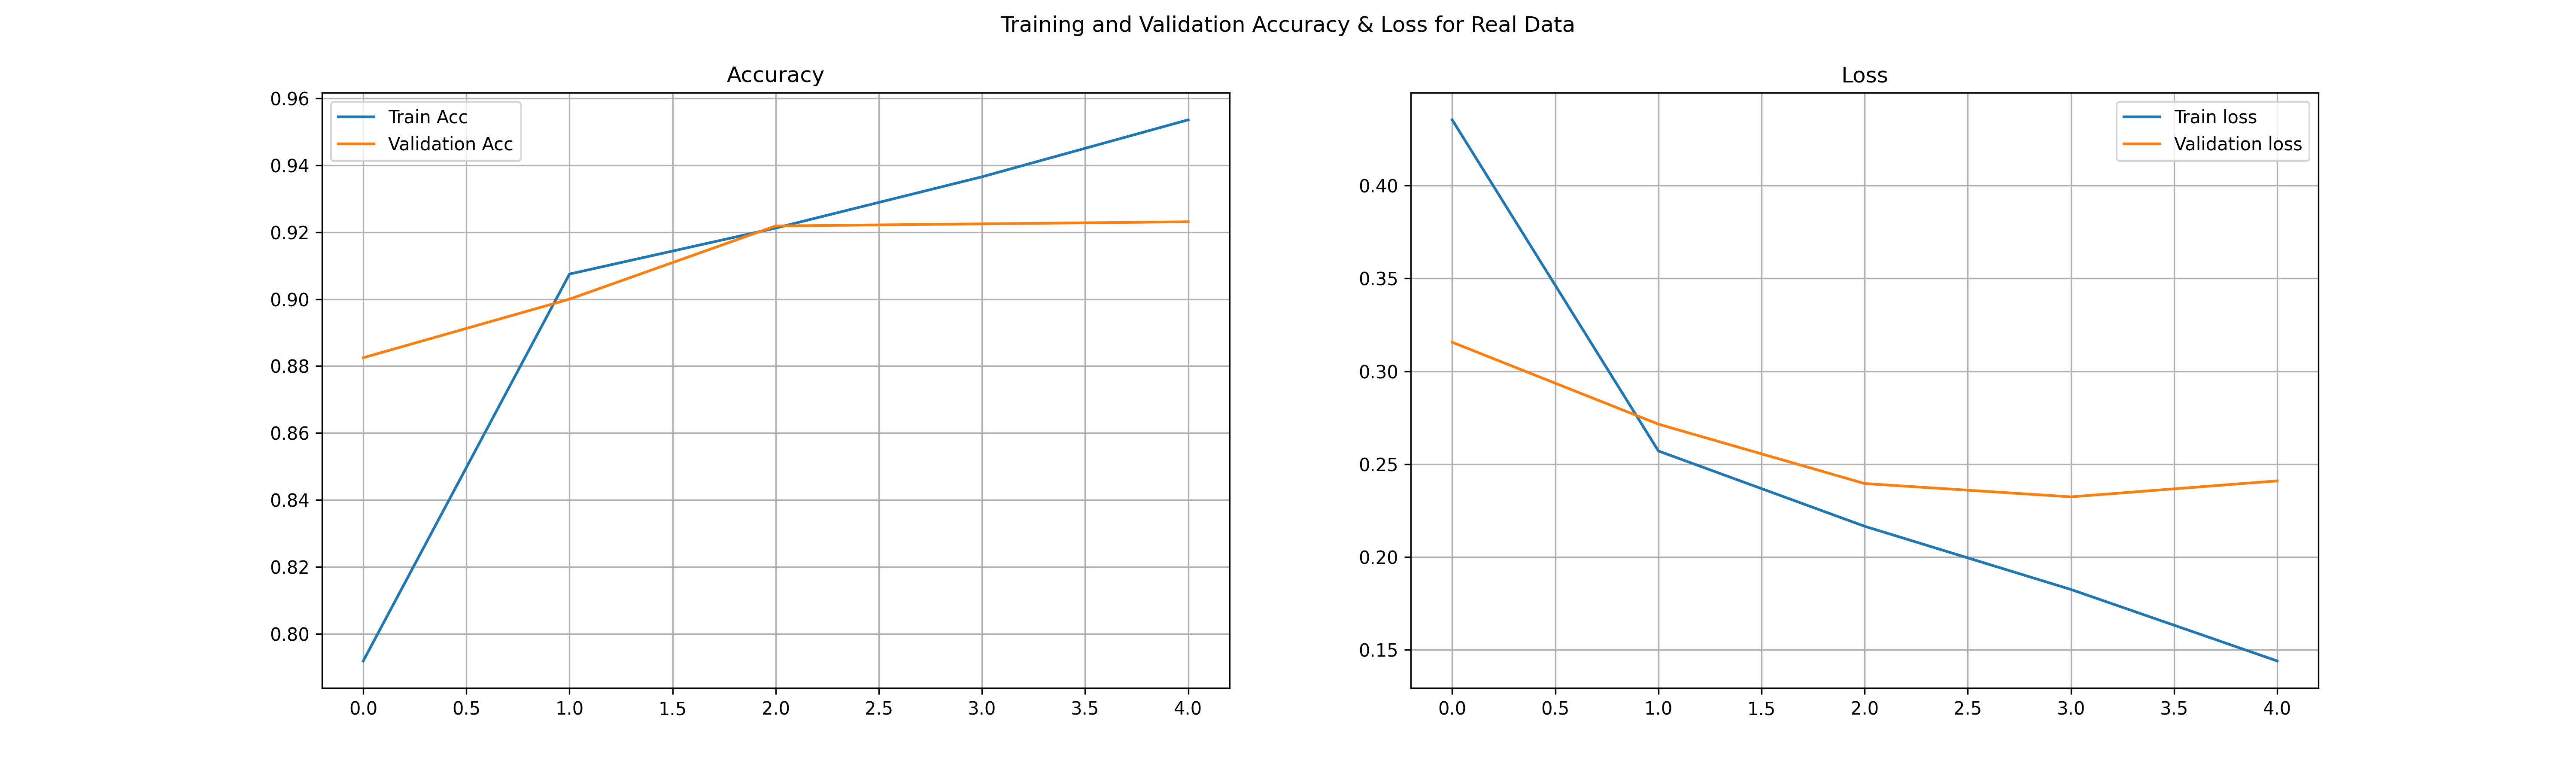 Training and Validation Accuracy & Loss for Real Data
Accuracy
0.96
0.94
0.92
0.90
0.88
0.86
0.84
0.82
0.80
Train Acc
Validation Acc
0.0 0.5 1.0 1.5 2.0 2.5 3.0 3.5 4.0
Loss
0.40
0.35
0.30
0.25
0.20
0.15
Train loss
Validation loss
0.0 0.5 1.0 1.5 2.0 2.5 3.0 3.5 4.0